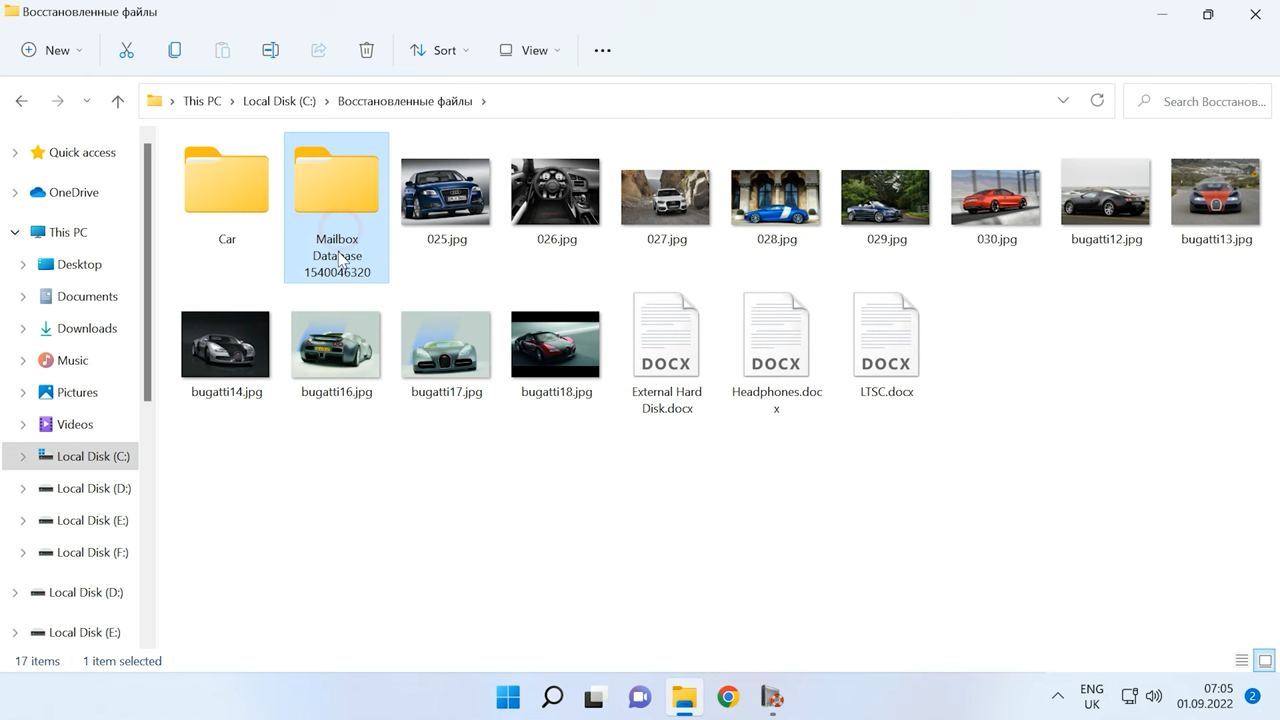 Восстановленные файлы
New
Sort
View
This PC
Local Disk (C:)
Восстановленные файлы
Search Восстанов...
Quick access
OneDrive
This PC
Desktop
Documents
Downloads
Music
Pictures
Videos
Local Disk (C:)
Local Disk (D:)
Local Disk (E:)
Local Disk (F:)
Local Disk (D:)
Local Disk (E:)
Car
Mailbox
Database
1540046320
025.jpg
026.jpg
027.jpg
028.jpg
029.jpg
030.jpg
bugatti12.jpg
bugatti13.jpg
bugatti14.jpg
bugatti16.jpg
bugatti17.jpg
bugatti18.jpg
DOCX
External Hard
Disk.docx
DOCX
Headphones.doc
x
DOCX
LTSC.docx
17 items
1 item selected
ENG
UK
07:05
01.09.2022
2